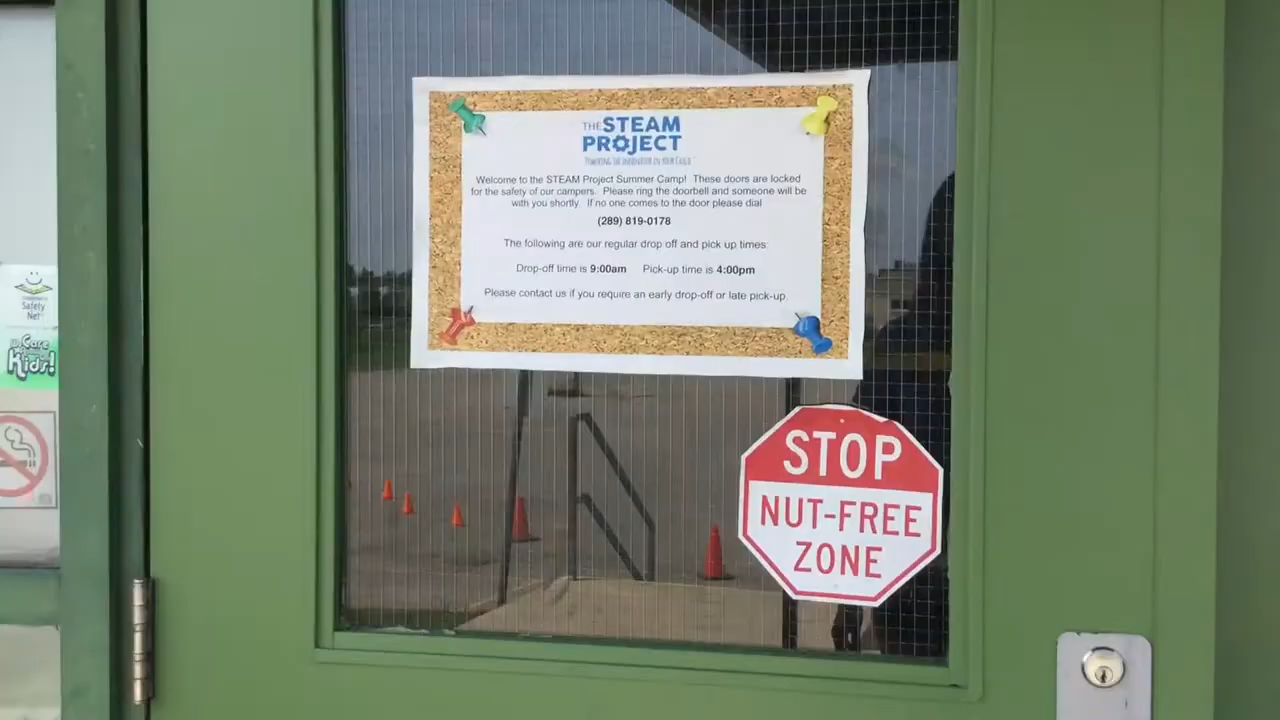 THE STEAM
PROJECT
Welcome to the STEAM Project Summer Camp! These doors are locked
for the safety of our campers. Please ring the doorbell and someone will be
with you shortly. If no one comes to the door please dial
(289) 819-0178
The following are our regular drop off and pick up times:
Drop-off time is 9:00am Pick-up time is 4:00pm
Please contact us if you require an early drop-off or late pick-up.
STOP
NUT-FREE
ZONE
Safety
Net
Care
Kids!